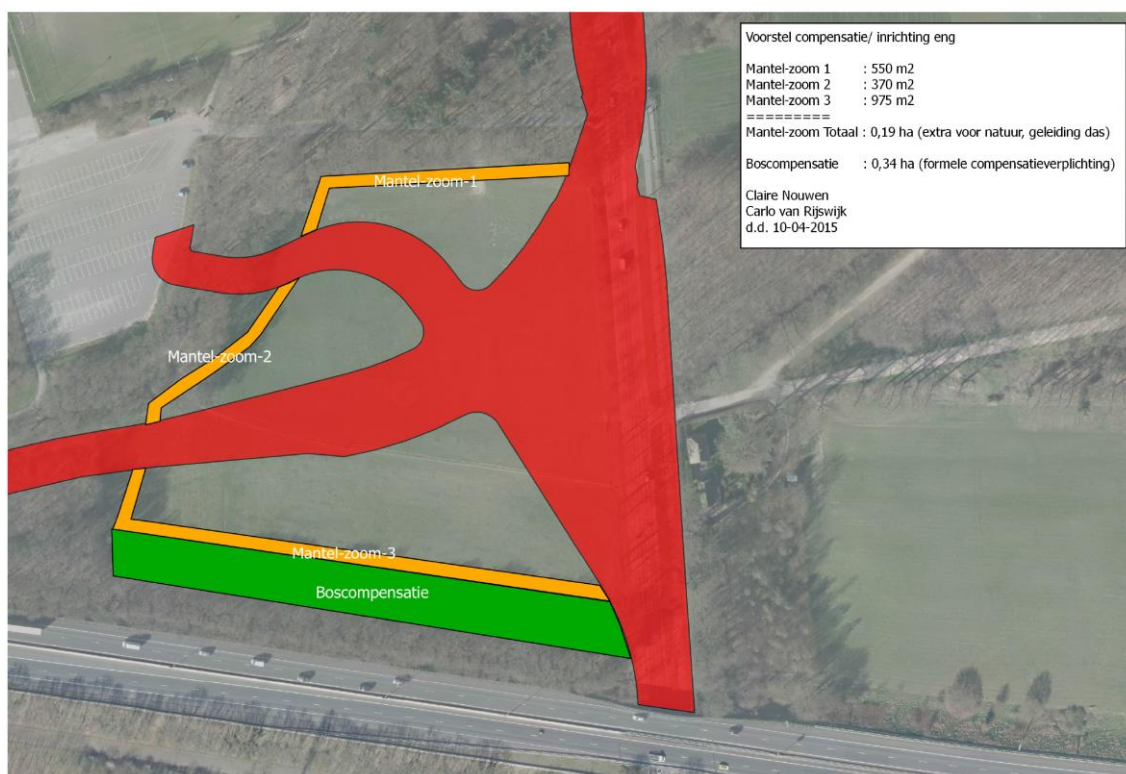 Voorstel compensatie/ inrichting eng
Mantel-zoom 1 : 550 m2
Mantel-zoom 2 : 370 m2
Mantel-zoom 3 : 975 m2
=========
Mantel-zoom Totaal : 0,19 ha (extra voor natuur, geleiding das)
Boscompensatie : 0,34 ha (formele compensatieverplichting)
Claire Nouwen
Carlo van Rijswijk
d.d. 10-04-2015
Mantel-zoom-1
Mantel-zoom-2
Mantel-zoom-3
Boscompensatie